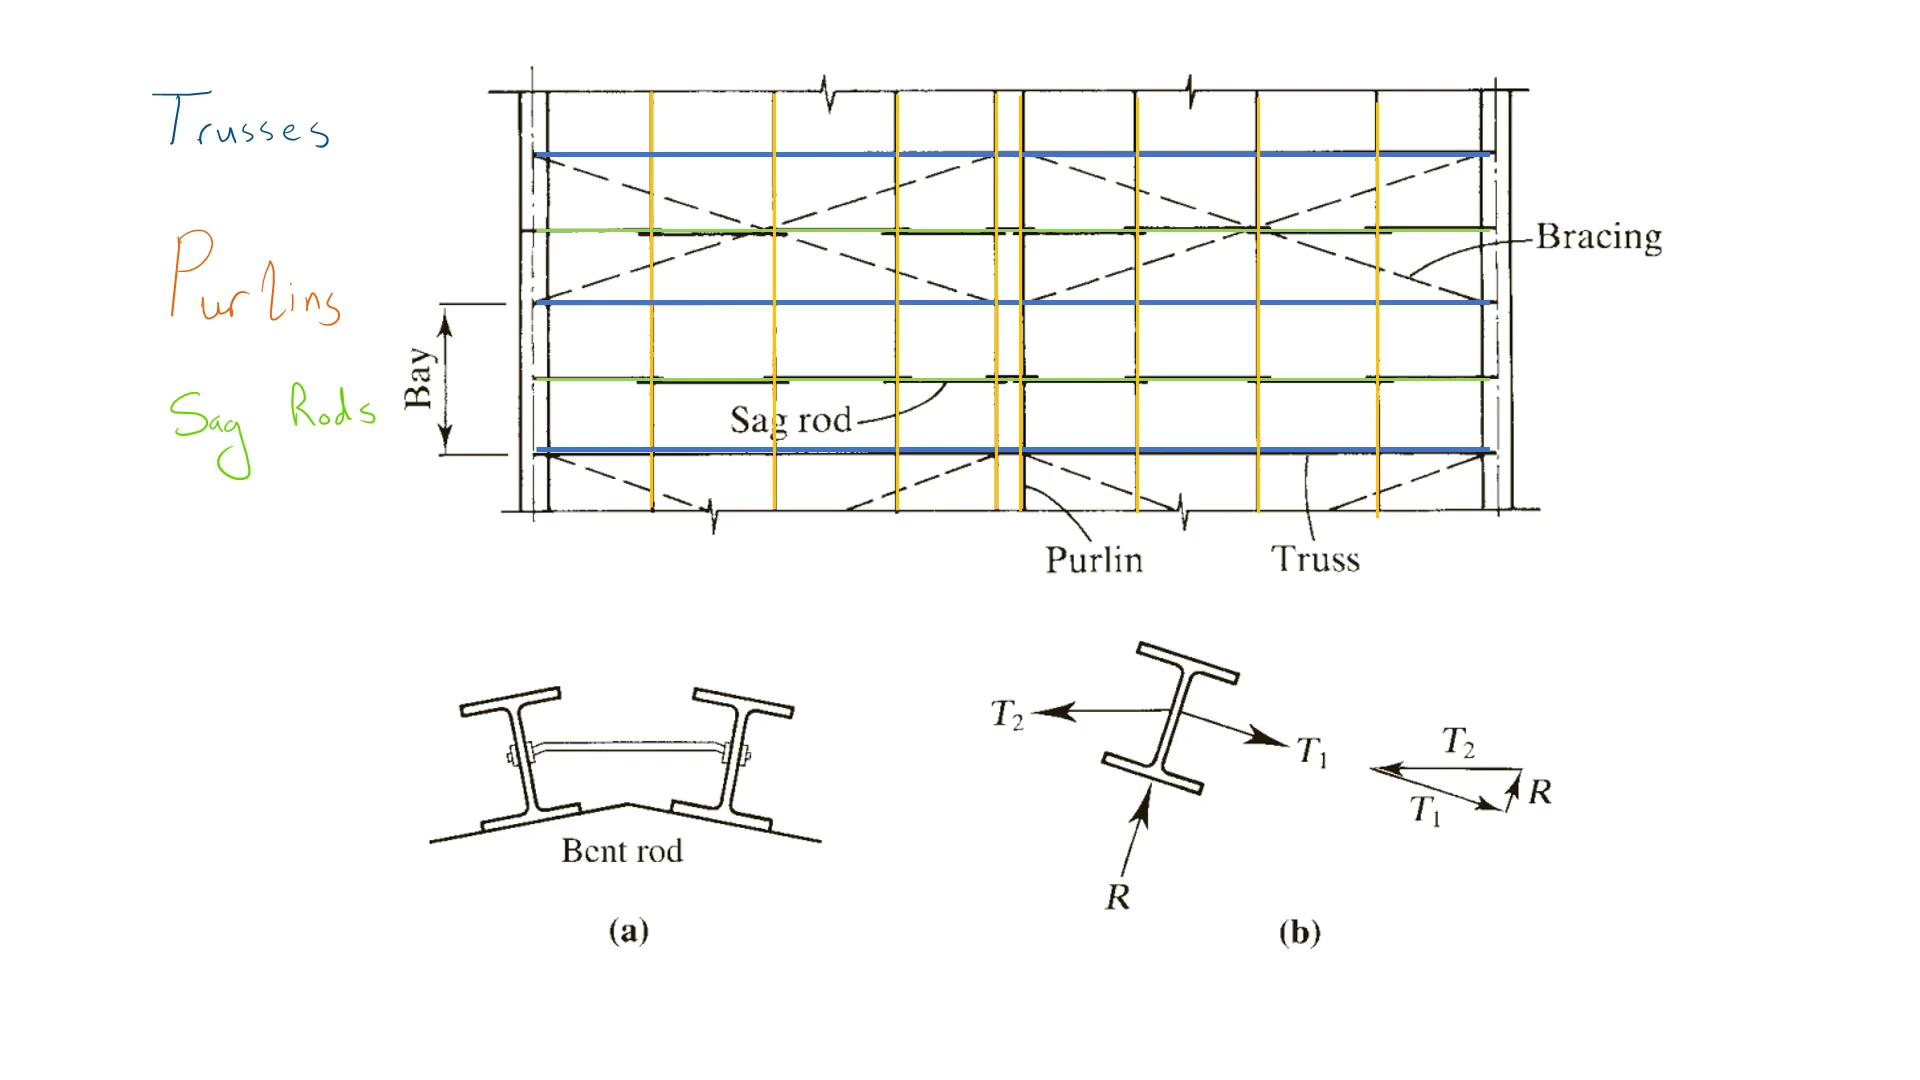 Trusses
Purlins
Sag Rods
Bay
Bracing
Sag rod
Purlin
Truss
Bent rod
(a)
T₂
T₁
R
T₂
T₁
R
(b)